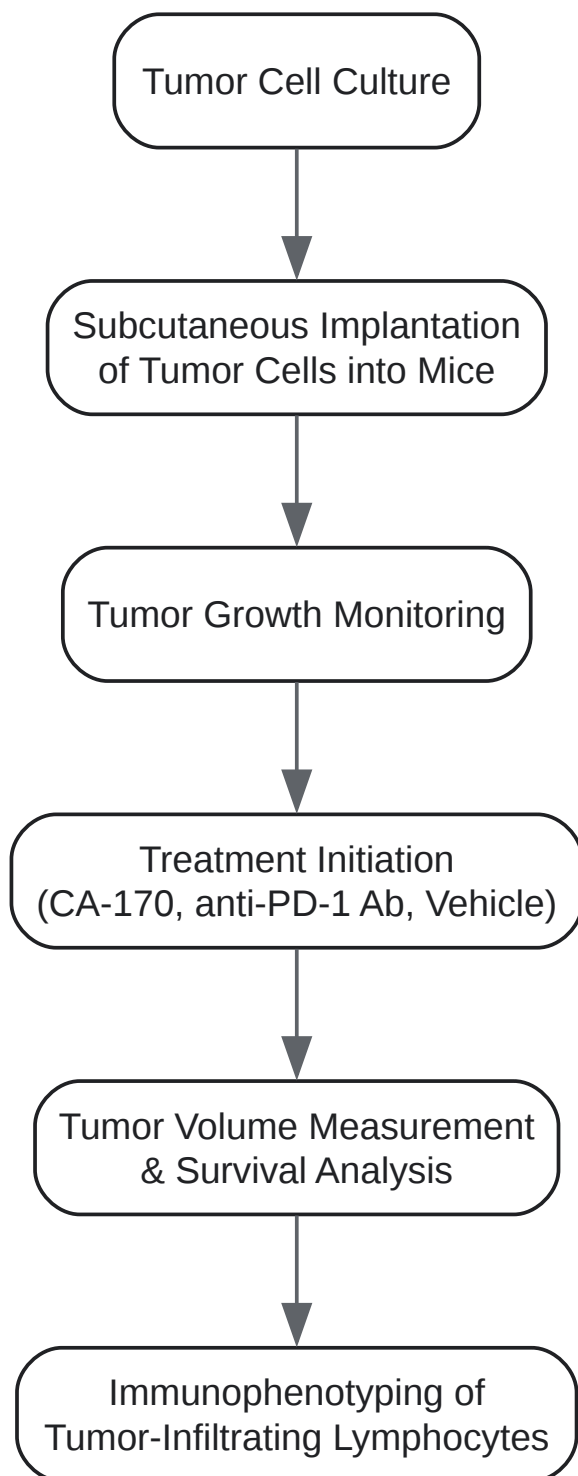 Tumor Cell Culture
Subcutaneous Implantation
of Tumor Cells into Mice
Tumor Growth Monitoring
Treatment Initiation
(CA-170, anti-PD-1 Ab, Vehicle)
Tumor Volume Measurement
& Survival Analysis
Immunophenotyping of
Tumor-Infiltrating Lymphocytes